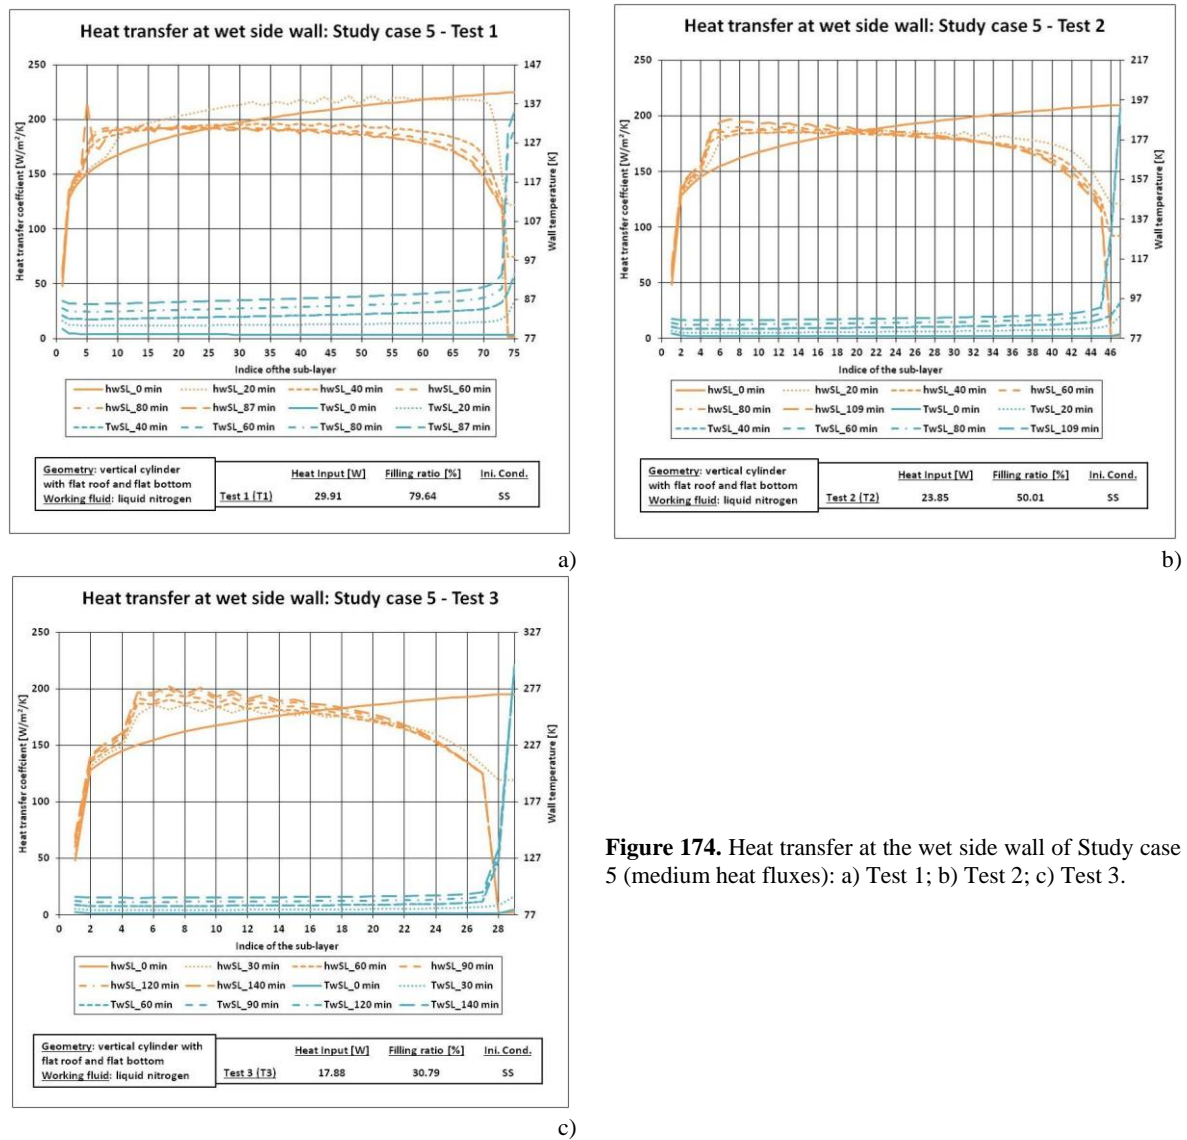 Heat transfer at wet side wall: Study case 5 - Test 1
250 200 150 100 50 0
Heat transfer coeffcient [W/m²/K]
147 137 127 117 107 97 87 77
Wall temperature [K]
0 5 10 15 20 25 30 35 40 45 50 55 60 65 70 75
Indice of the sub-layer
hwSL_0 min hwSL_20 min hwSL_40 min hwSL_60 min
hwSL_80 min hwSL_87 min TwSL_0 min TwSL_20 min
TwSL_40 min TwSL_60 min TwSL_80 min TwSL_87 min
Geometry: vertical cylinder
with flat roof and flat bottom
Working fluid: liquid nitrogen
Heat Input [W] Filling ratio [%] Ini. Cond.
Test 1 (T1) 29.91 79.64 SS
a)
Heat transfer at wet side wall: Study case 5 - Test 2
250 200 150 100 50 0
Heat transfer coeffcient [W/m²/K]
217 197 177 157 137 117 97 77
Wall temperature [K]
0 2 4 6 8 10 12 14 16 18 20 22 24 26 28 30 32 34 36 38 40 42 44 46
Indice of the sub-layer
hwSL_0 min hwSL_20 min hwSL_40 min hwSL_60 min
hwSL_80 min hwSL_109 min TwSL_0 min TwSL_20 min
TwSL_40 min TwSL_60 min TwSL_80 min TwSL_109 min
Geometry: vertical cylinder
with flat roof and flat bottom
Working fluid: liquid nitrogen
Heat Input [W] Filling ratio [%] Ini. Cond.
Test 2 (T2) 23.85 50.01 SS
b)
Heat transfer at wet side wall: Study case 5 - Test 3
250 200 150 100 50 0
Heat transfer coeffcient [W/m²/K]
327 277 227 177 127 77
Wall temperature [K]
0 2 4 6 8 10 12 14 16 18 20 22 24 26 28
Indice of the sub-layer
hwSL_0 min hwSL_30 min hwSL_60 min hwSL_90 min
hwSL_120 min hwSL_140 min TwSL_0 min TwSL_30 min
TwSL_60 min TwSL_90 min TwSL_120 min TwSL_140 min
Geometry: vertical cylinder with
flat roof and flat bottom
Working fluid: liquid nitrogen
Heat Input [W] Filling ratio [%] Ini. Cond.
Test 3 (T3) 17.88 30.79 SS
c)
Figure 174. Heat transfer at the wet side wall of Study case
5 (medium heat fluxes): a) Test 1; b) Test 2; c) Test 3.